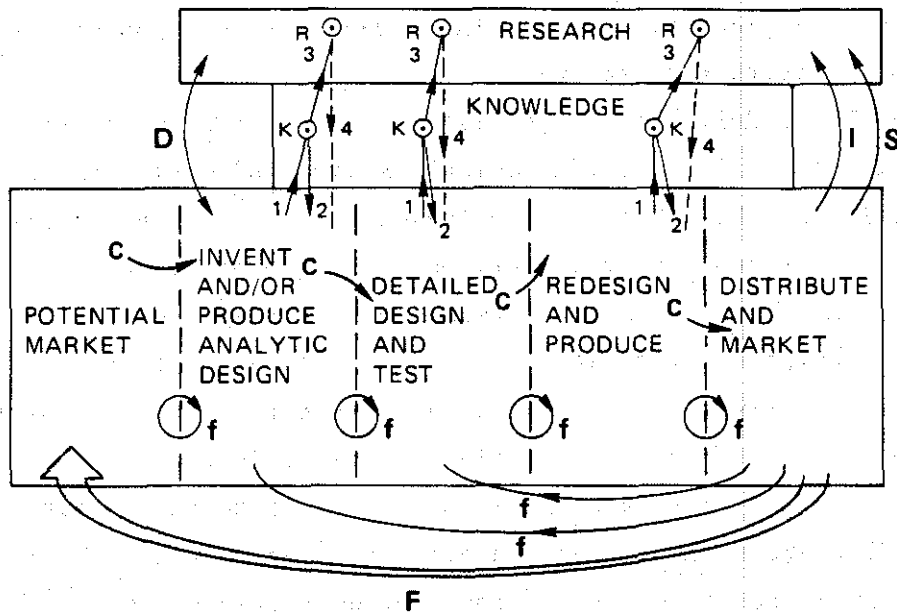 R R R
RESEARCH
3 3 3
KNOWLEDGE
K K K
D 4 4 I S
1 2 1 2 1 2
C C C C
INVENT
AND/OR
PRODUCE
ANALYTIC
DESIGN
POTENTIAL
MARKET
DETAILED
DESIGN
AND
TEST
REDESIGN
AND
PRODUCE
DISTRIBUTE
AND
MARKET
f f f f
f
f
F